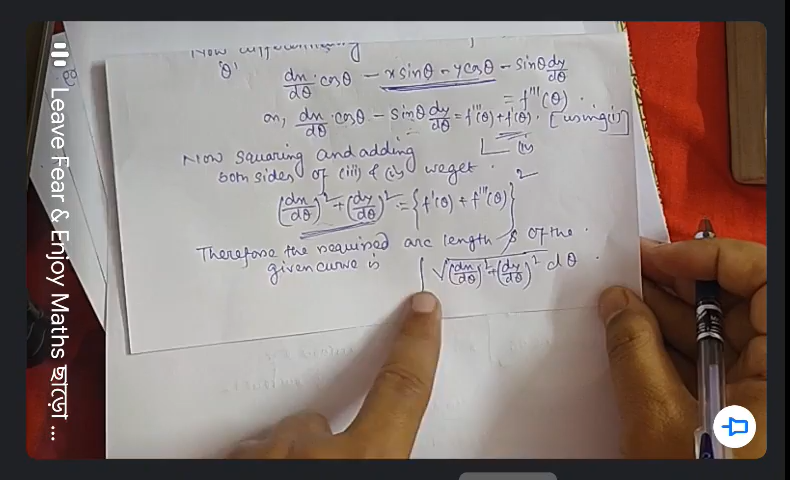 'θ'
dx/dθ · cosθ − x sinθ − y cosθ − sinθ dy/dθ
= f'''(θ).
or, dx/dθ · cosθ − sinθ dy/dθ = f'''(θ) + f'(θ). [using (i)]
Now squaring and adding
both sides of (iii) & (iv) we get
(dx/dθ)² + (dy/dθ)² = {f'(θ) + f'''(θ)}²
Therefore the required arc length s of the
given curve is ∫ √(dx/dθ)² + (dy/dθ)² dθ.
Leave Fear & Enjoy Maths ছাড়ো ...